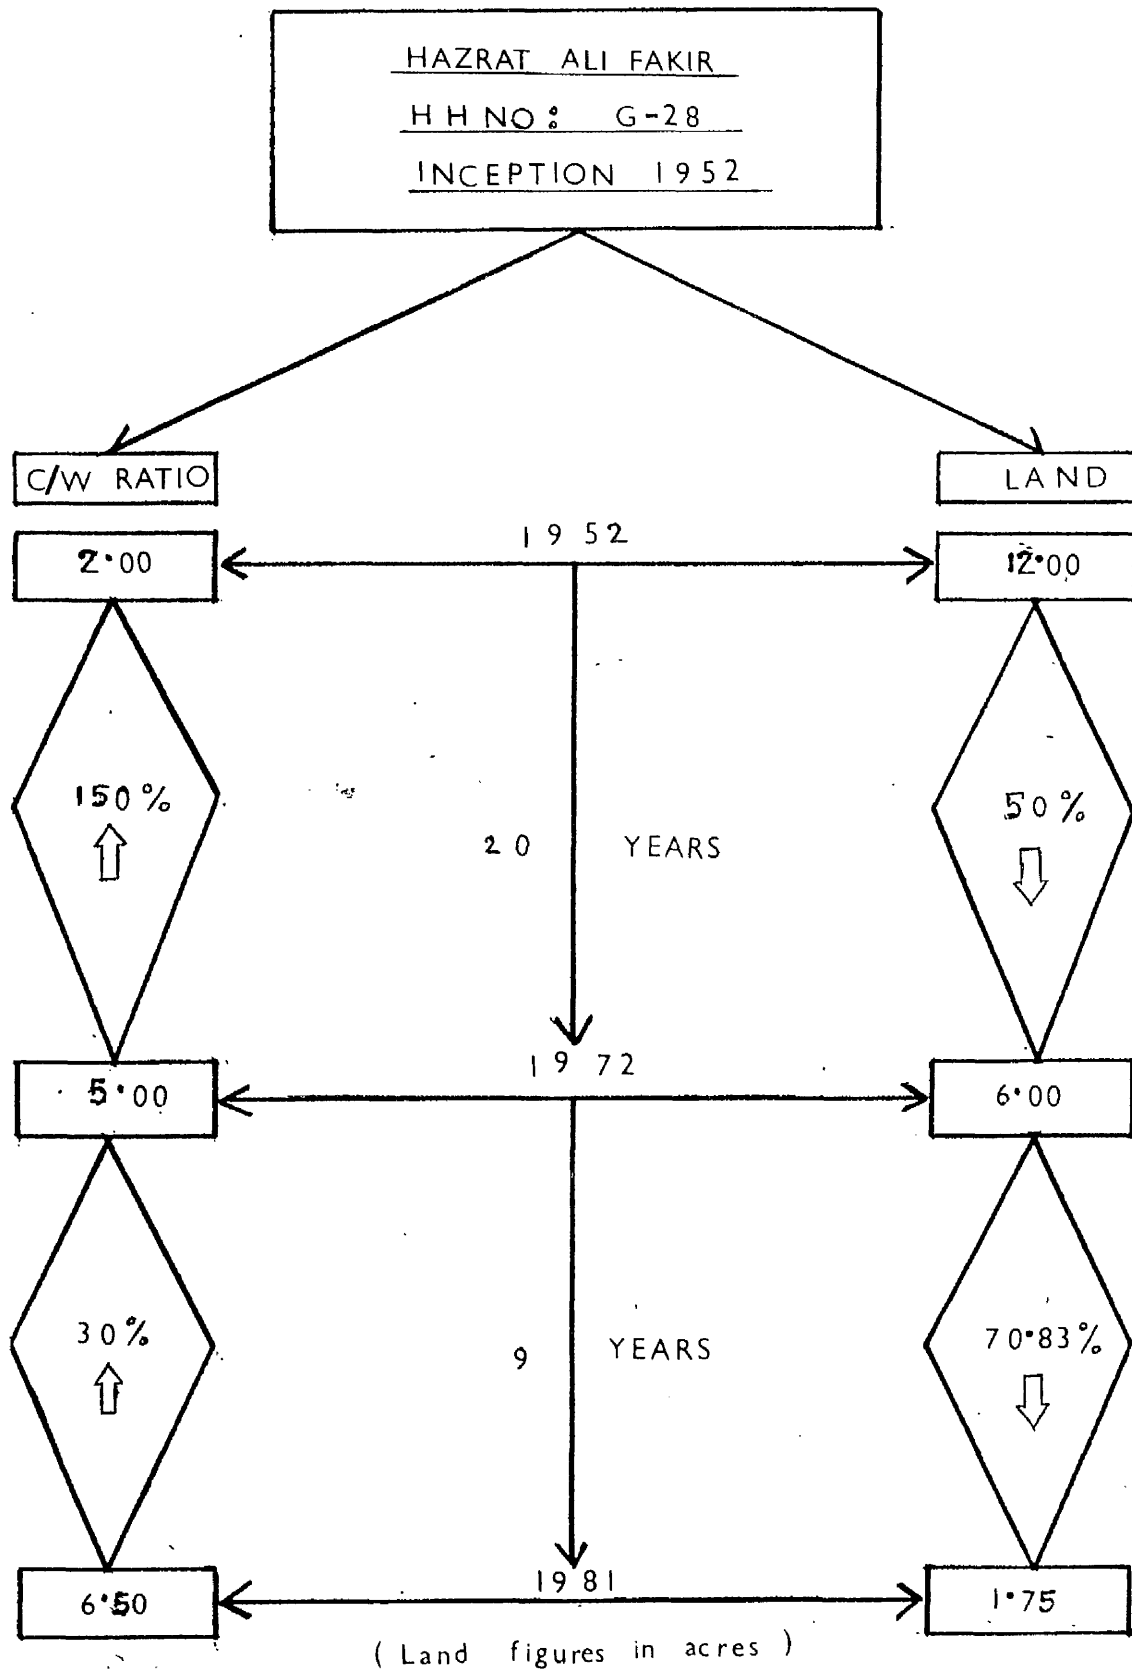 HAZRAT ALI FAKIR
H H NO: G-28
INCEPTION 1952
C/W RATIO
LAND
2·00
1952
12·00
150%
50%
20 YEARS
5·00
1972
6·00
30%
70·83%
9 YEARS
6·50
1981
1·75
(Land figures in acres)